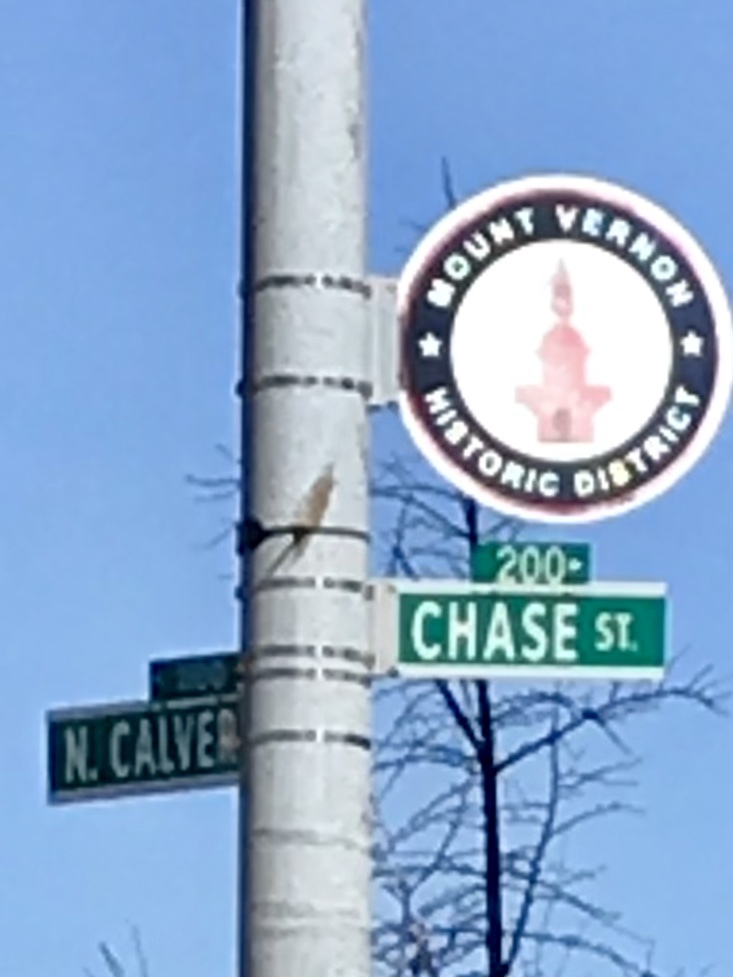 MOUNT VERNON
HISTORIC DISTRICT
200
CHASE ST.
N. CALVER